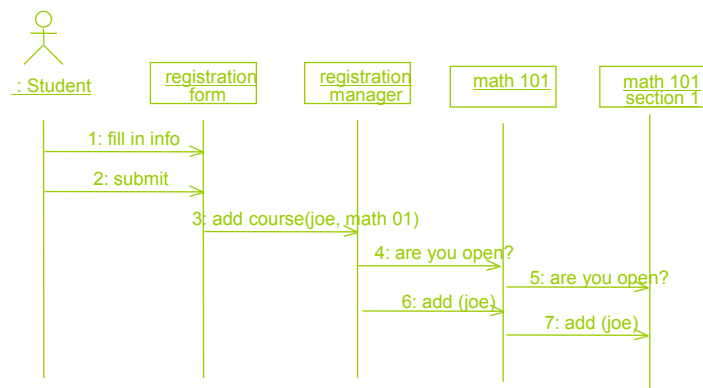 : Student
registration
form
registration
manager
math 101
math 101
section 1
1: fill in info
2: submit
3: add course(joe, math 01)
4: are you open?
5: are you open?
6: add (joe)
7: add (joe)